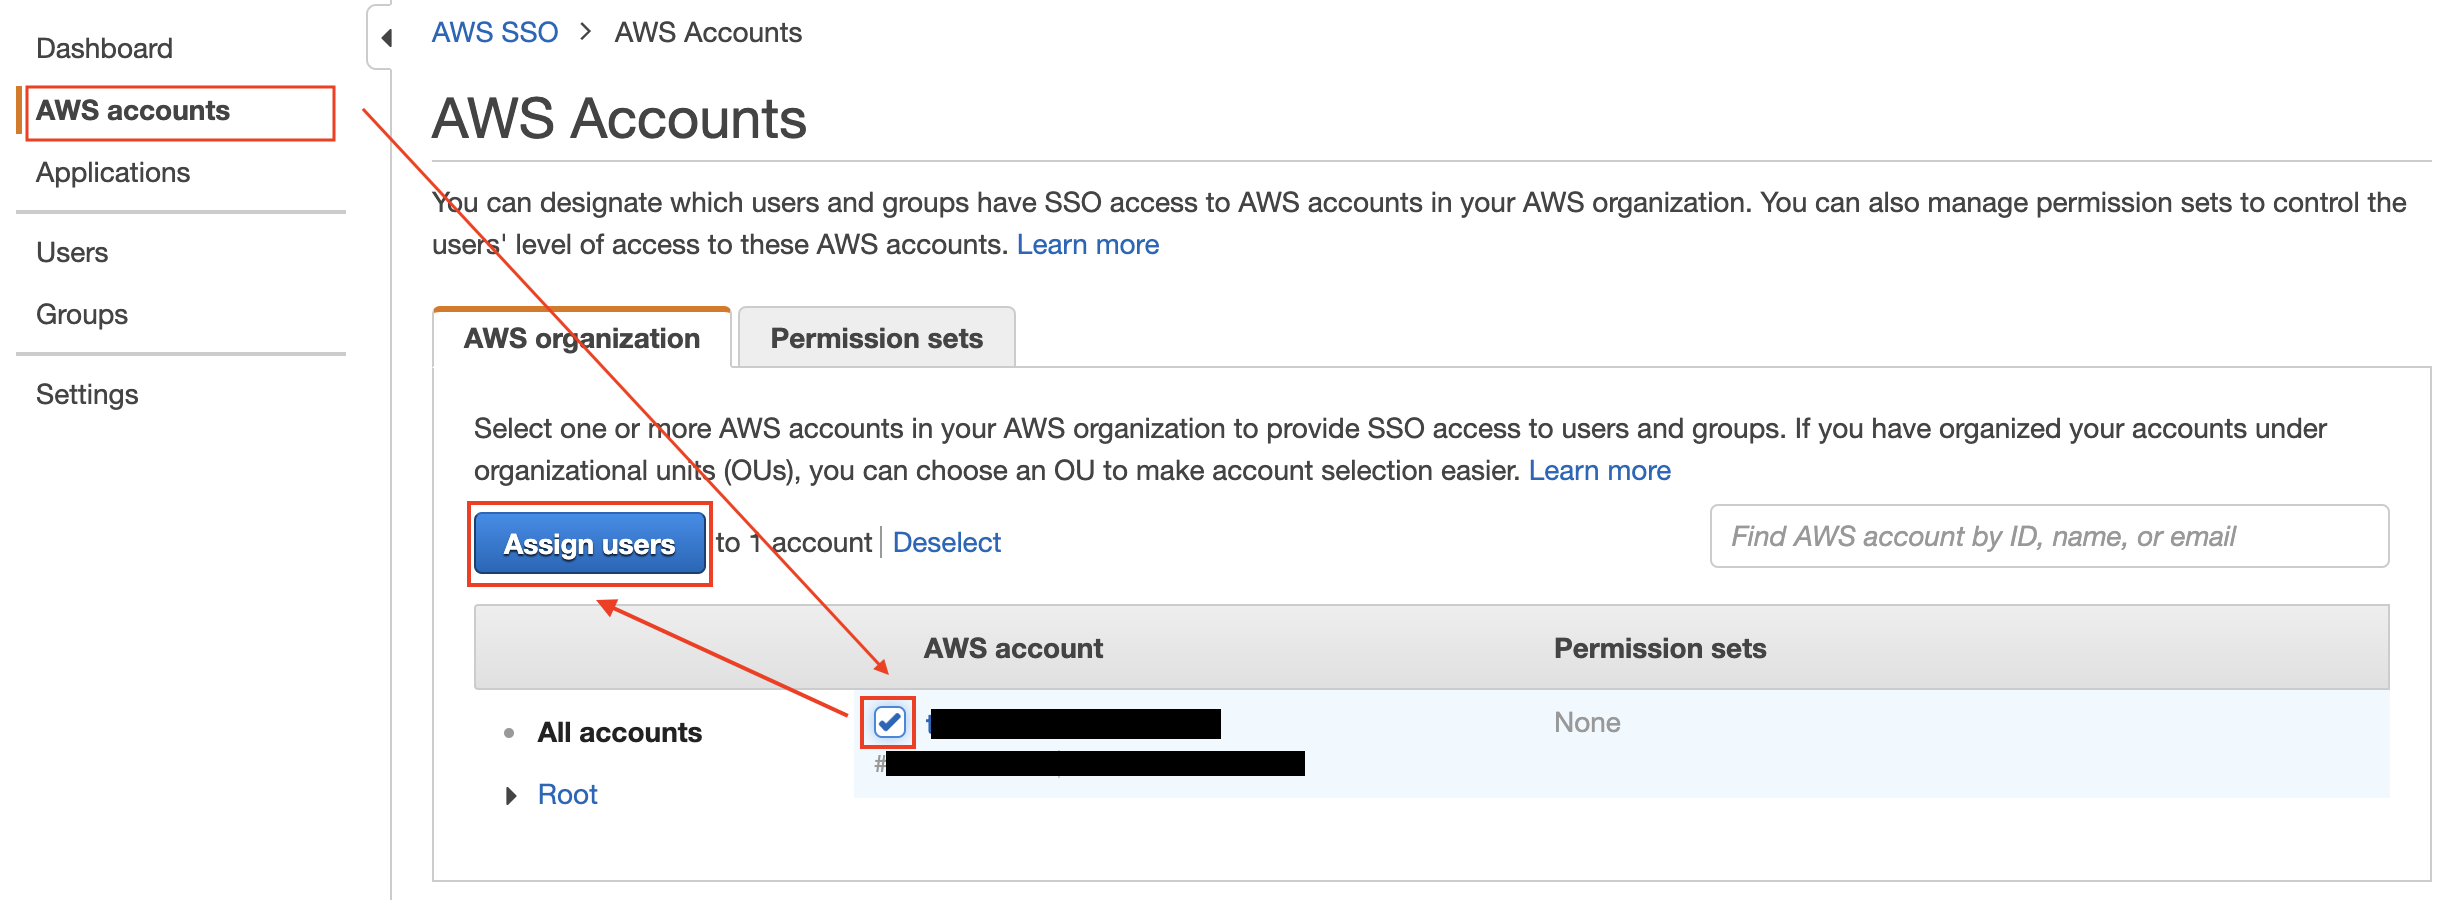 Dashboard
AWS accounts
Applications
Users
Groups
Settings
AWS SSO > AWS Accounts
AWS Accounts
You can designate which users and groups have SSO access to AWS accounts in your AWS organization. You can also manage permission sets to control the
users' level of access to these AWS accounts. Learn more
AWS organization
Permission sets
Select one or more AWS accounts in your AWS organization to provide SSO access to users and groups. If you have organized your accounts under
organizational units (OUs), you can choose an OU to make account selection easier. Learn more
Assign users to 1 account | Deselect
Find AWS account by ID, name, or email
AWS account Permission sets
All accounts
Root
t
None
#